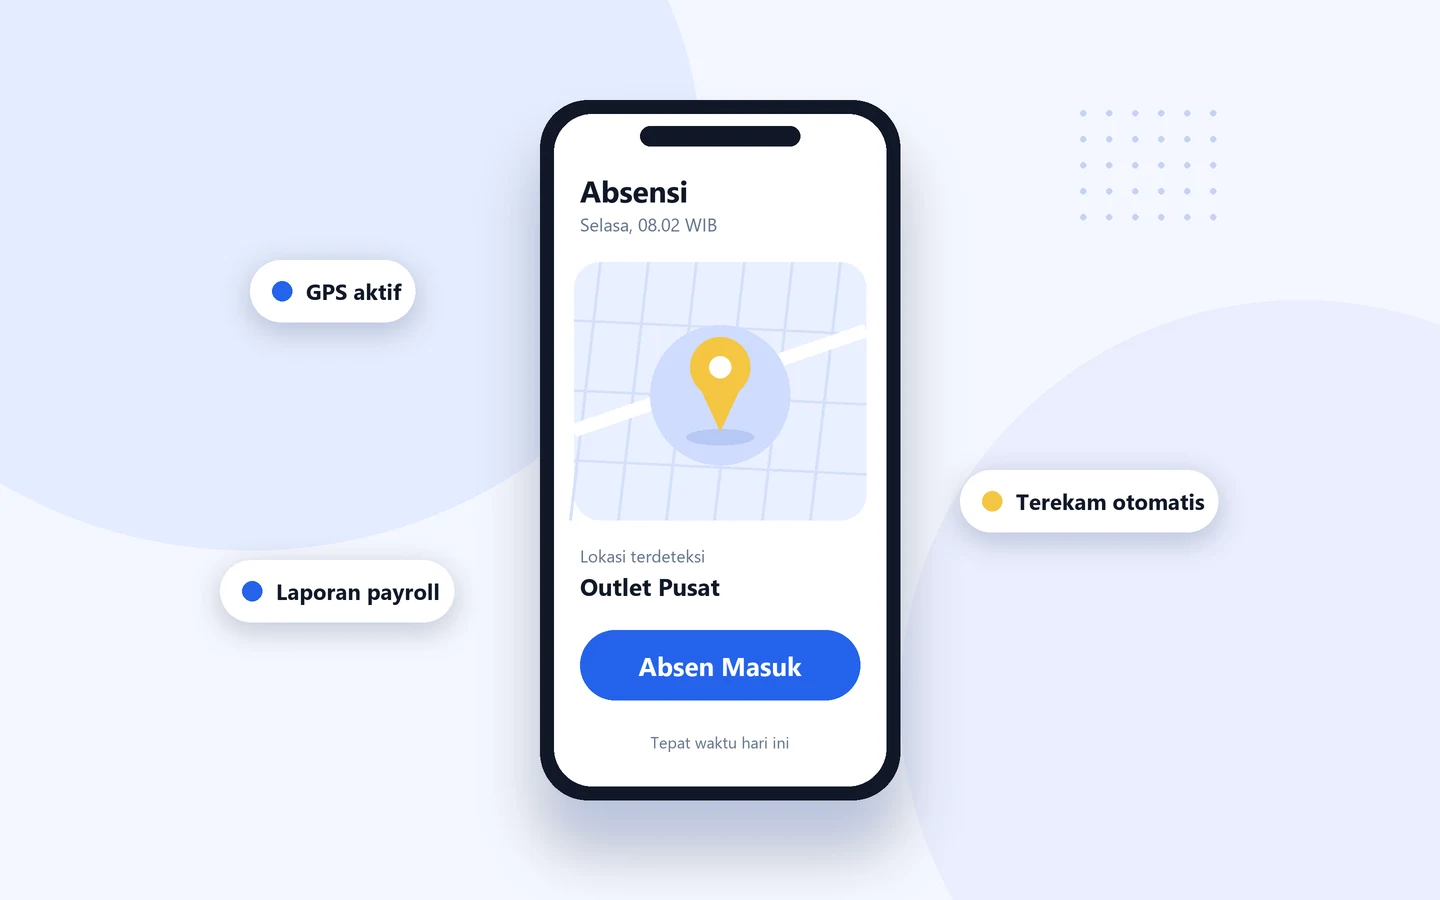 Absensi
Selasa, 08.02 WIB
GPS aktif
Terekam otomatis
Lokasi terdeteksi
Outlet Pusat
Laporan payroll
Absen Masuk
Tepat waktu hari ini